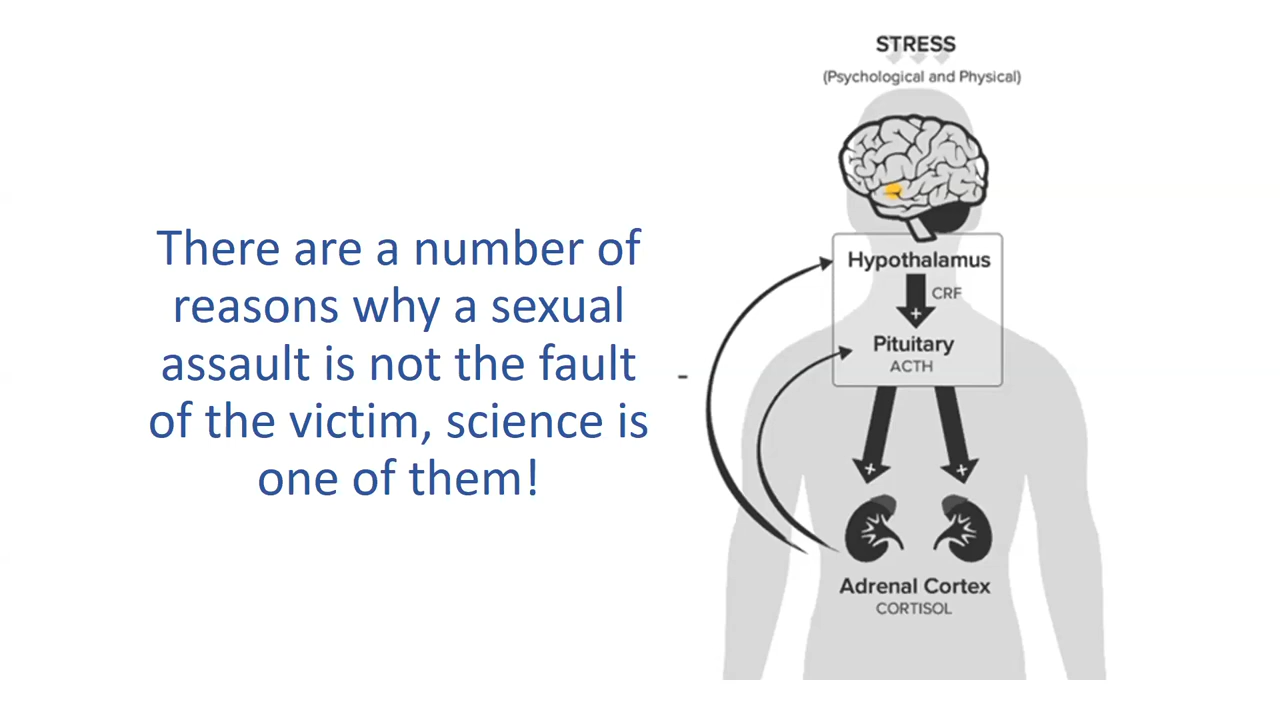 There are a number of
reasons why a sexual
assault is not the fault
of the victim, science is
one of them!
STRESS
(Psychological and Physical)
Hypothalamus
CRF
+
Pituitary
ACTH
-
+ +
Adrenal Cortex
CORTISOL